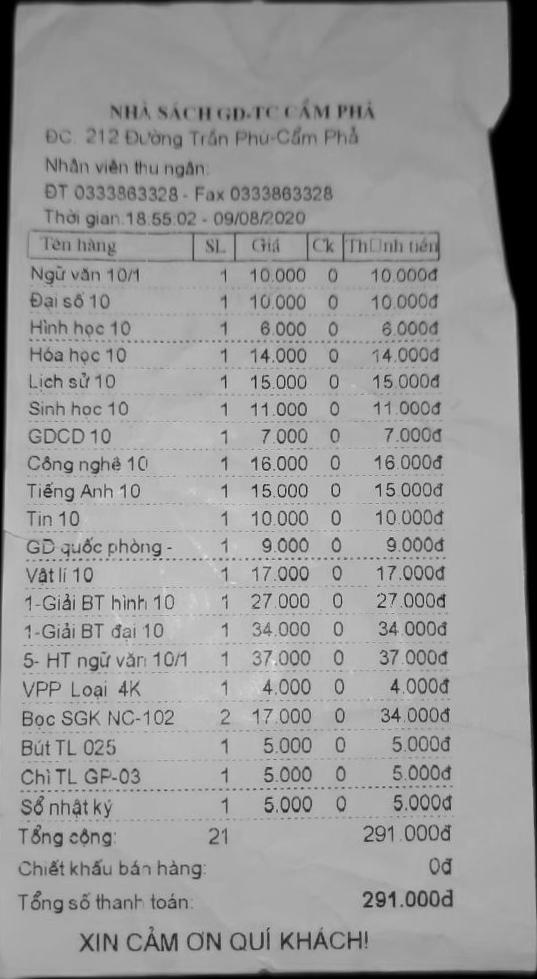 NHÀ SÁCH GD-TC CẨM PHẢ
ĐC. 212 Đường Trần Phú-Cẩm Phả
Nhân viên thu ngân:
ĐT 0333863328 - Fax 0333863328
Thời gian:18.55.02 - 09/08/2020
Tên hàng SL Giá Ck Th□nh tiền
Ngữ văn 10/1 1 10.000 0 10.000đ
Đại số 10 1 10.000 0 10.000đ
Hình học 10 1 6.000 0 6.000đ
Hóa học 10 1 14.000 0 14.000đ
Lịch sử 10 1 15.000 0 15.000đ
Sinh học 10 1 11.000 0 11.000đ
GDCD 10 1 7.000 0 7.000đ
Công nghê 10 1 16.000 0 16.000đ
Tiếng Anh 10 1 15.000 0 15.000đ
Tin 10 1 10.000 0 10.000đ
GD quốc phòng - 1 9.000 0 9.000đ
Vật lí 10 1 17.000 0 17.000đ
1-Giải BT hình 10 1 27.000 0 27.000đ
1-Giải BT đại 10 1 34.000 0 34.000đ
5- HT ngữ văn 10/1 1 37.000 0 37.000đ
VPP Loại 4K 1 4.000 0 4.000đ
Bọc SGK NC-102 2 17.000 0 34.000đ
Bút TL 025 1 5.000 0 5.000đ
Chì TL GP-03 1 5.000 0 5.000đ
Sổ nhật ký 1 5.000 0 5.000đ
Tổng cộng: 21 291.000đ
Chiết khấu bán hàng: 0đ
Tổng số thanh toán: 291.000đ
XIN CẢM ƠN QUÍ KHÁCH!